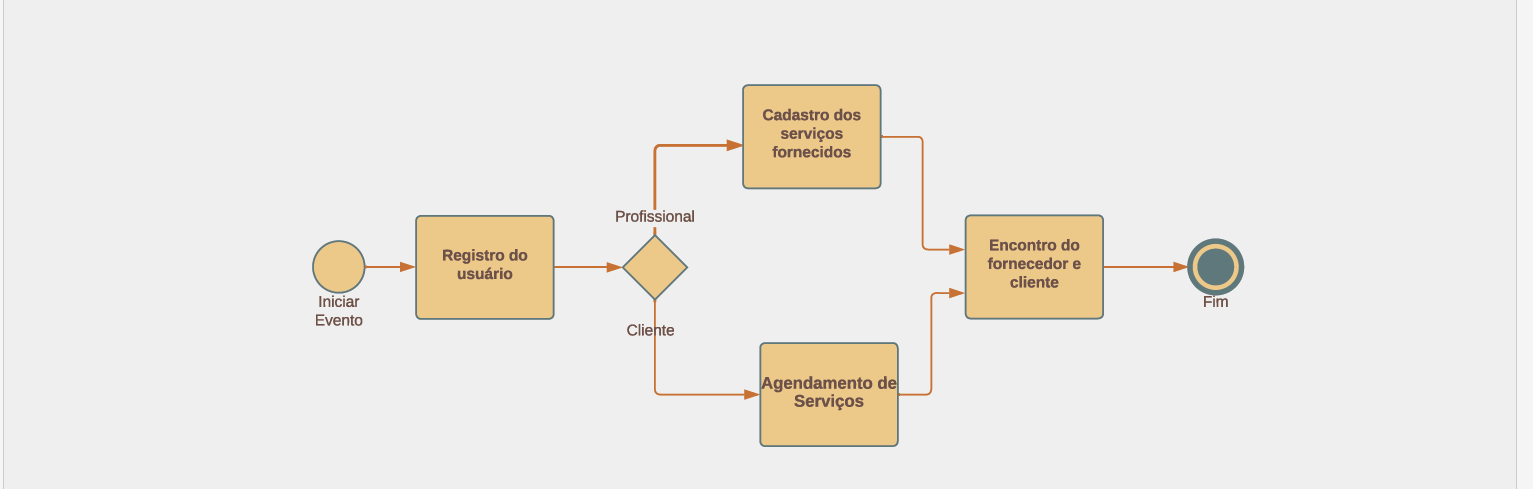 Iniciar
Evento
Registro do
usuário
Profissional
Cliente
Cadastro dos
serviços
fornecidos
Agendamento de
Serviços
Encontro do
fornecedor e
cliente
Fim